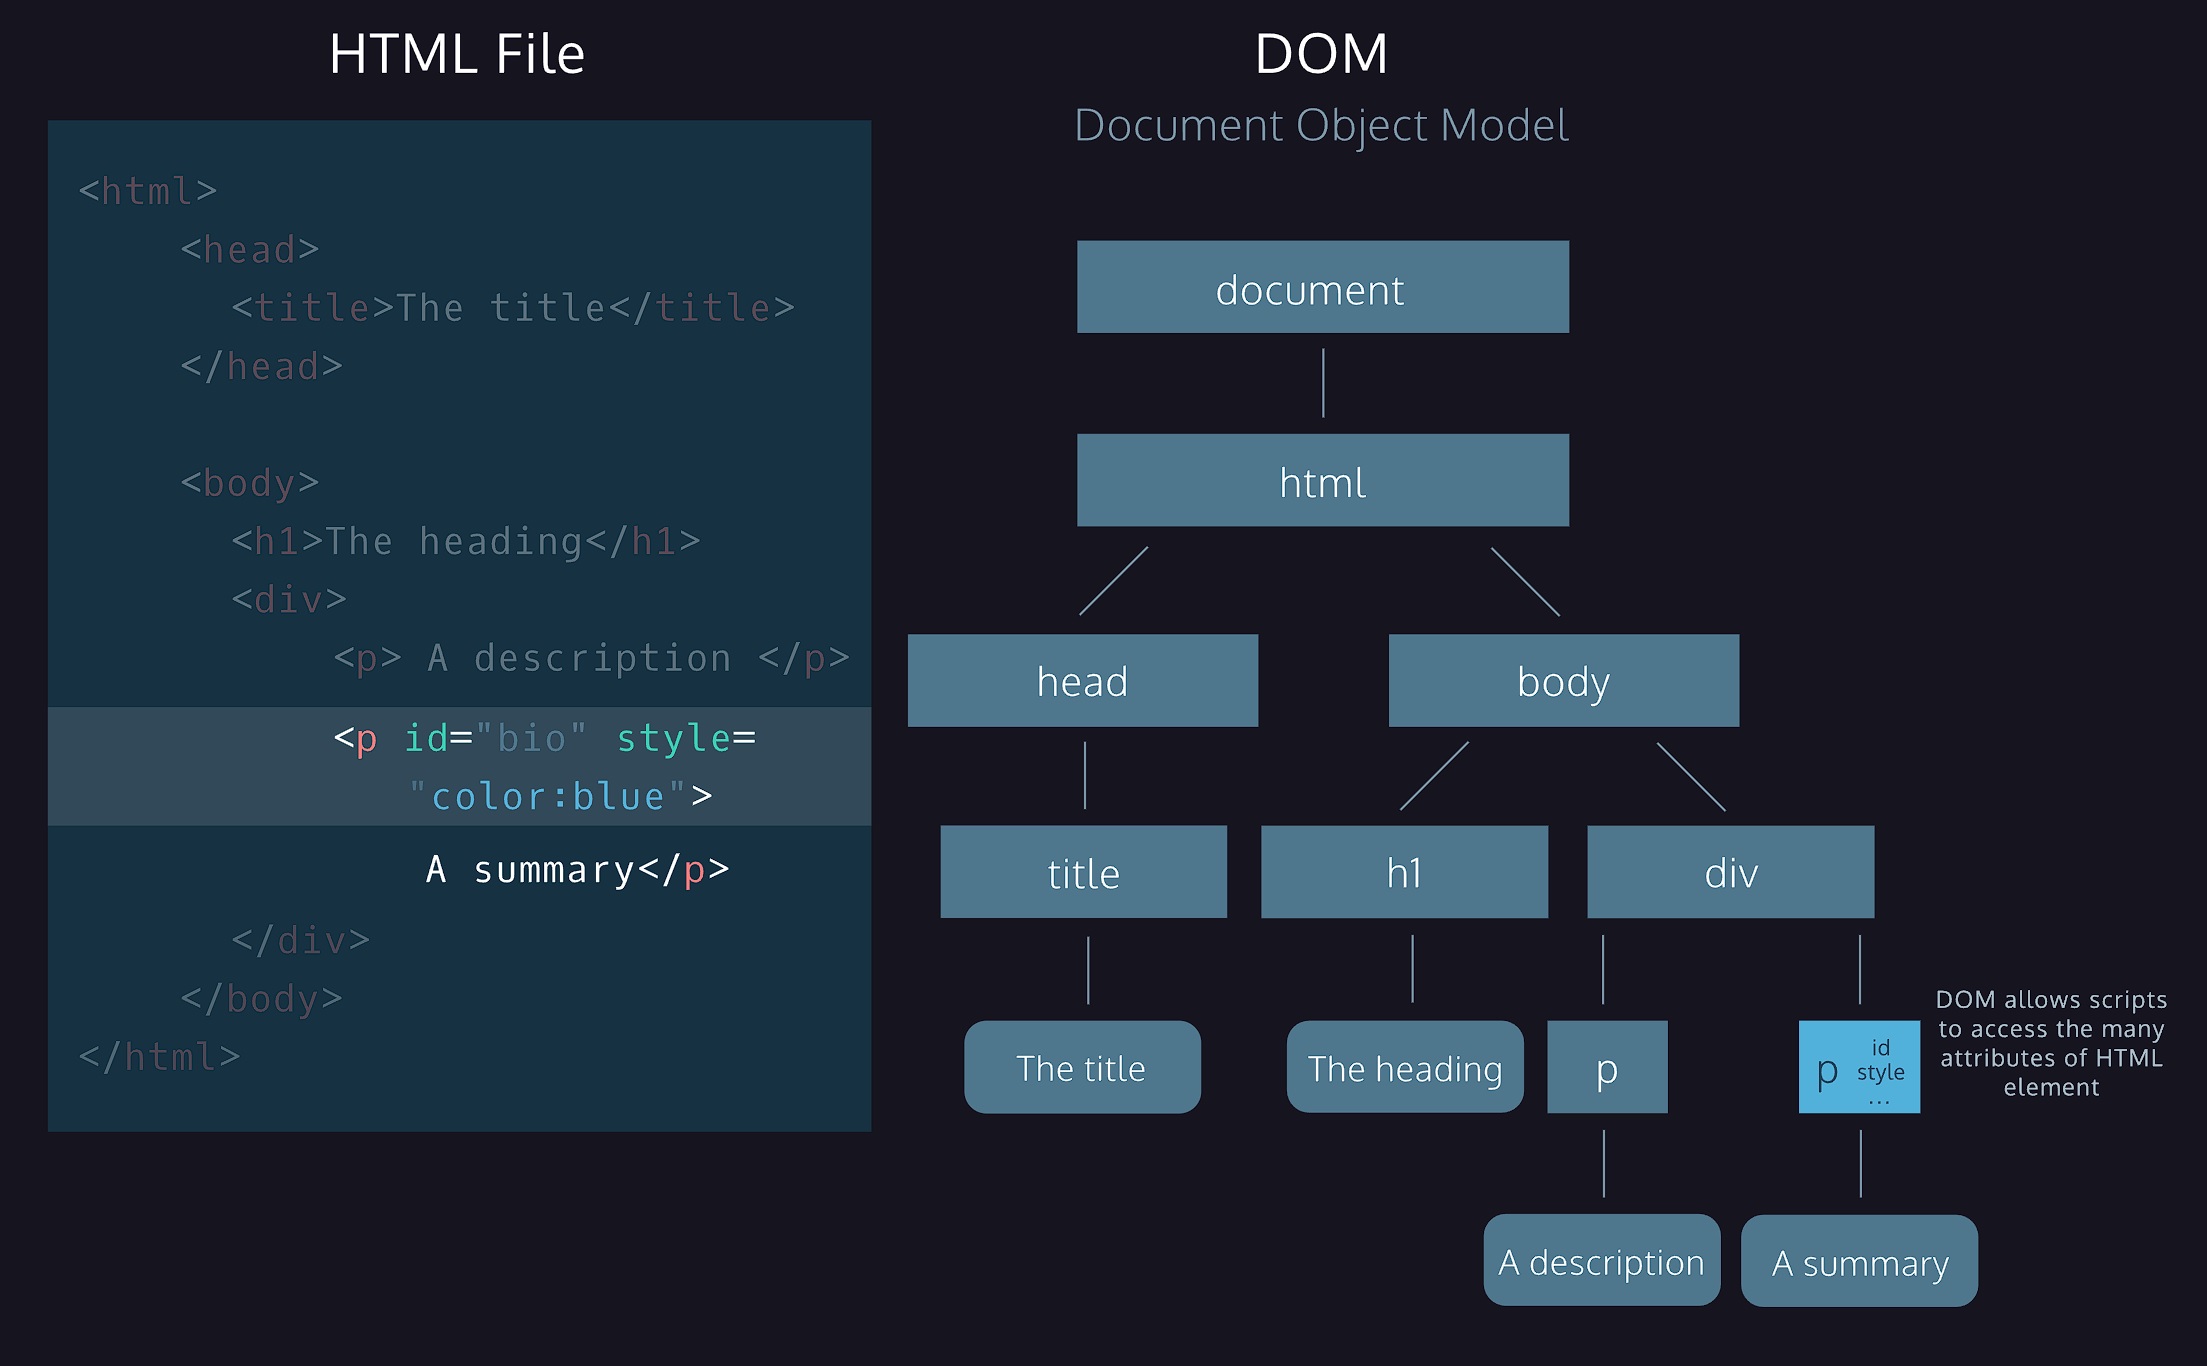 HTML File
<html>
<head>
<title>The title</title>
</head>
<body>
<h1>The heading</h1>
<div>
<p> A description </p>
<p id="bio" style=
"color:blue">
A summary</p>
</div>
</body>
</html>
DOM
Document Object Model
document
html
head
body
title
h1
div
The title
The heading
p
p
id
style
...
DOM allows scripts
to access the many
attributes of HTML
element
A description
A summary